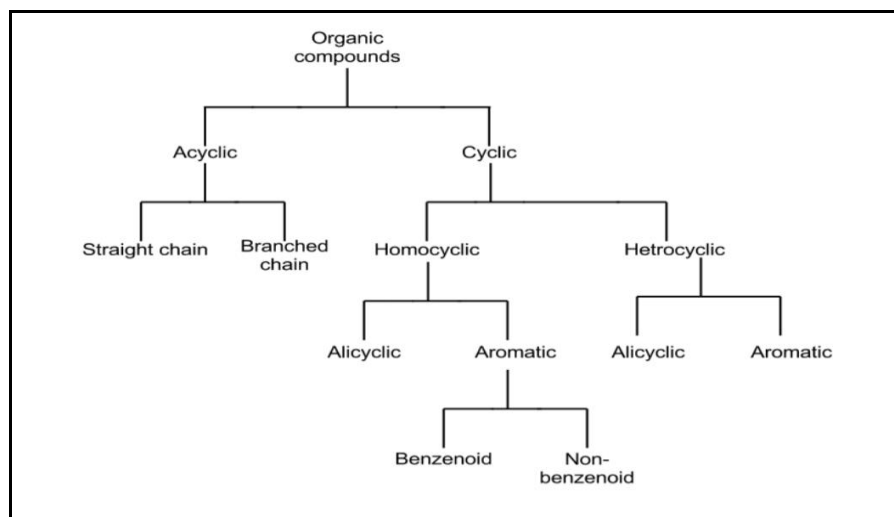 Organic
compounds
Acyclic
Cyclic
Straight chain
Branched
chain
Homocyclic
Hetrocyclic
Alicyclic
Aromatic
Alicyclic
Aromatic
Benzenoid
Non-
benzenoid